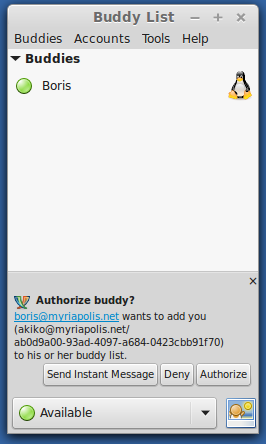 Buddy List
Buddies Accounts Tools Help
Buddies
Boris
Authorize buddy?
boris@myriapolis.net wants to add you
(akiko@myriapolis.net/
ab0d9a00-93ad-4097-a684-0423cbb91f70)
to his or her buddy list.
Send Instant Message Deny Authorize
Available